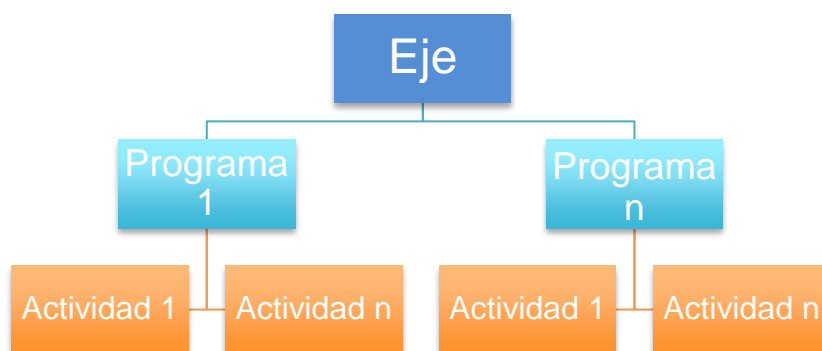 Eje
Programa
1
Programa
n
Actividad 1
Actividad n
Actividad 1
Actividad n